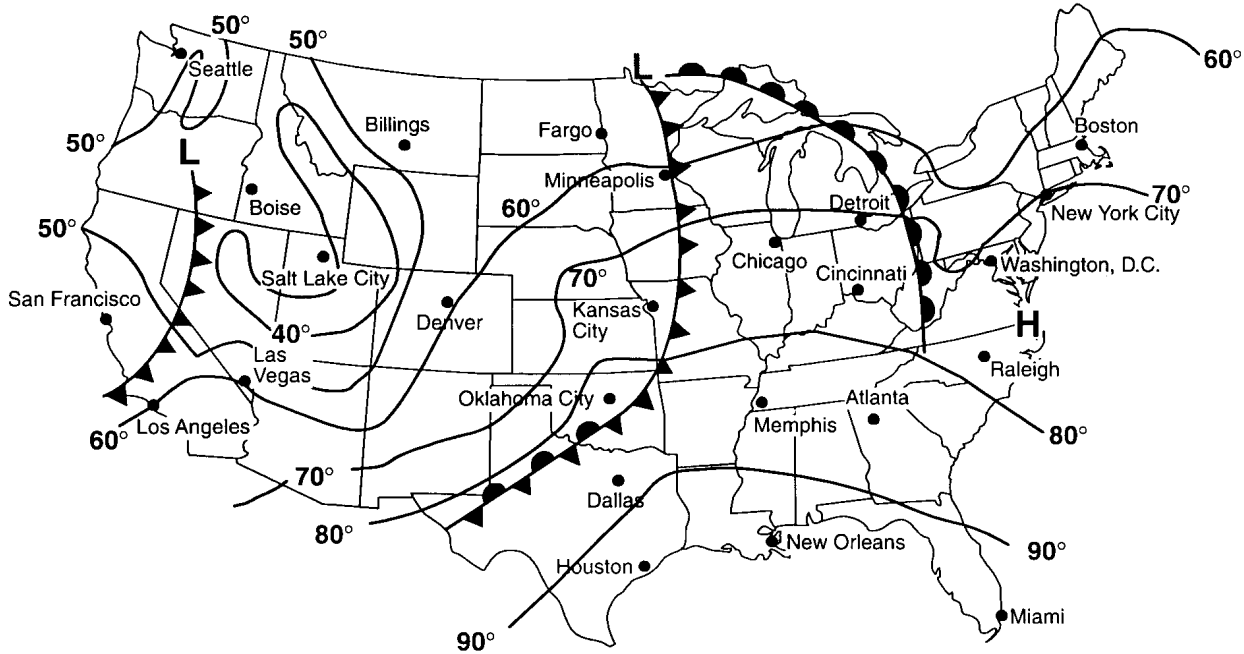 50°
50°
60°
Seattle
L
Billings
Fargo
50°
Boston
L
Minneapolis
Boise
60°
Detroit
70°
New York City
50°
Chicago
Cincinnati
Washington, D.C.
Salt Lake City
70°
San Francisco
Denver
Kansas
City
40°
H
Las
Vegas
Raleigh
Oklahoma City
Memphis
Atlanta
60°
Los Angeles
80°
70°
Dallas
80°
New Orleans
90°
Houston
90°
Miami